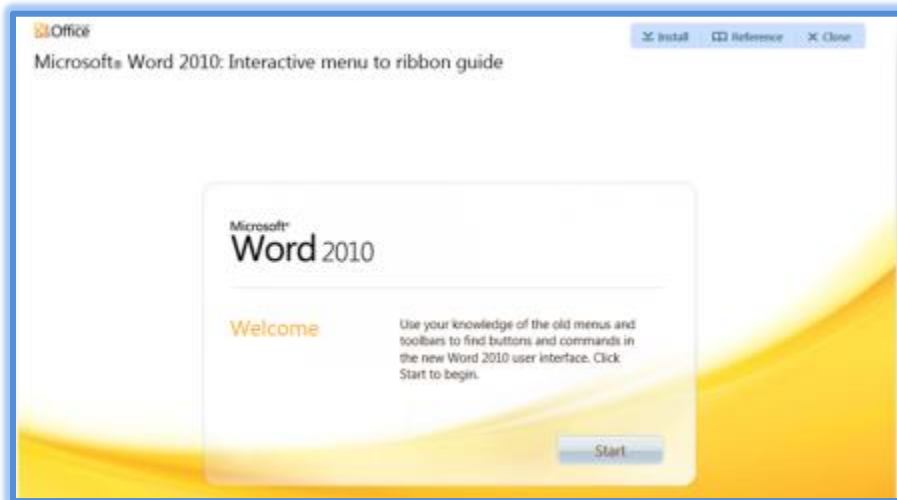 Office
Install Reference X Close
Microsoft® Word 2010: Interactive menu to ribbon guide
Microsoft®
Word 2010
Welcome
Use your knowledge of the old menus and
toolbars to find buttons and commands in
the new Word 2010 user interface. Click
Start to begin.
Start